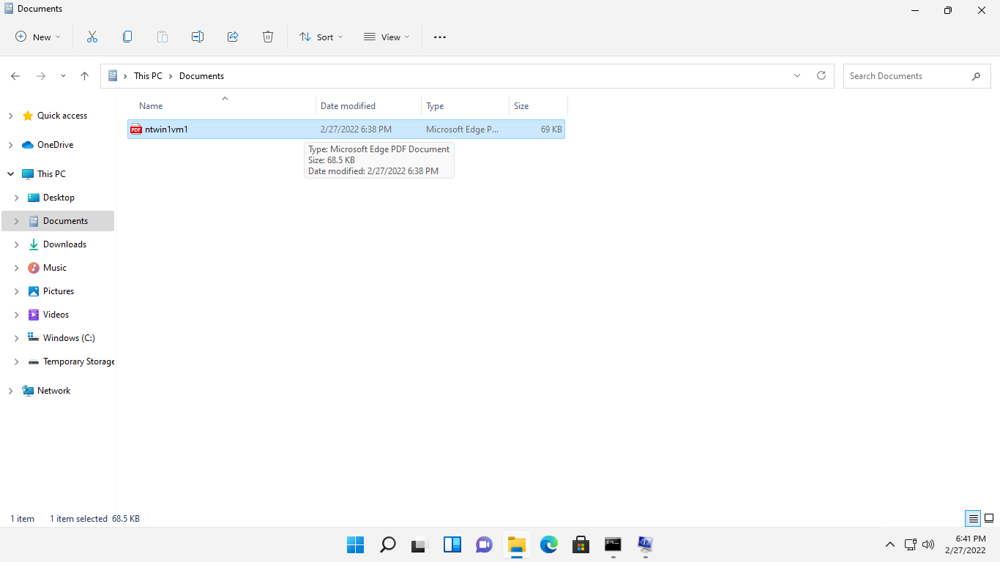 Documents
New
Sort
View
This PC
Documents
Search Documents
Name
Date modified
Type
Size
PDF
ntwin1vm1
2/27/2022 6:38 PM
Microsoft Edge P...
69 KB
Type: Microsoft Edge PDF Document
Size: 68.5 KB
Date modified: 2/27/2022 6:38 PM
Quick access
OneDrive
This PC
Desktop
Documents
Downloads
Music
Pictures
Videos
Windows (C:)
Temporary Storage
Network
1 item
1 item selected 68.5 KB
6:41 PM
2/27/2022